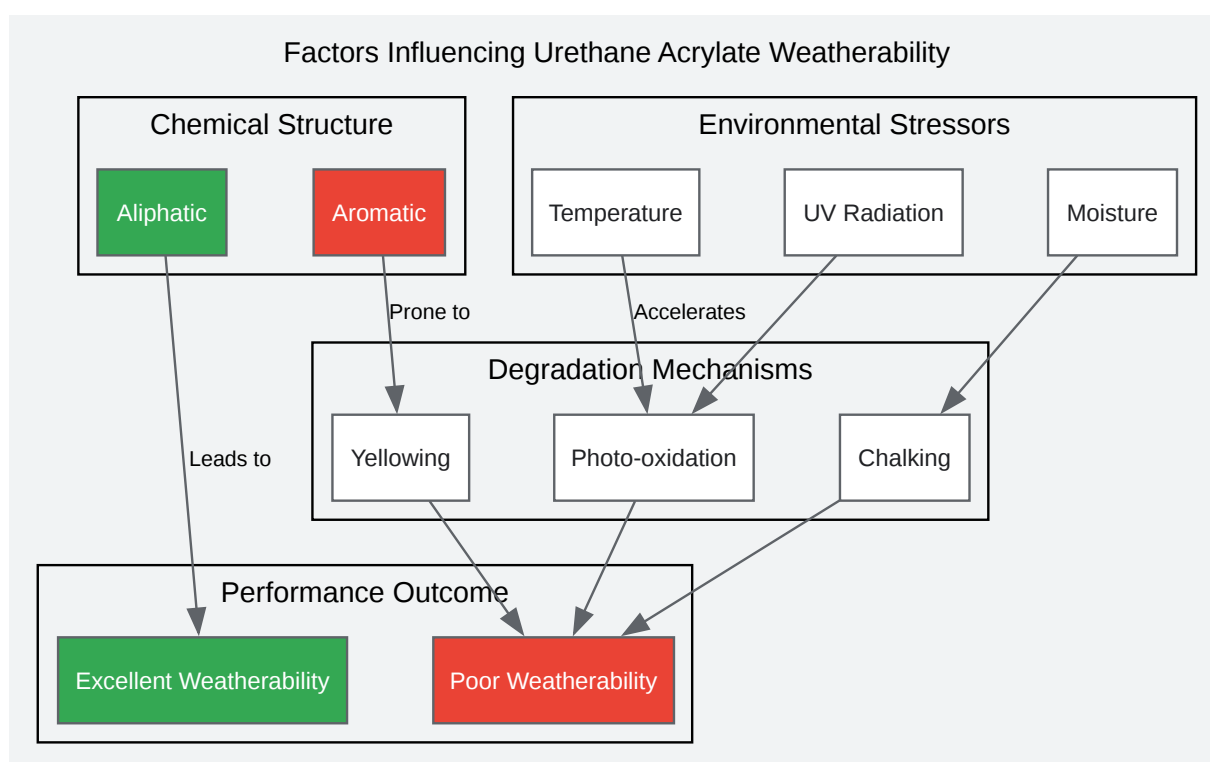 Factors Influencing Urethane Acrylate Weatherability
Chemical Structure
Environmental Stressors
Aliphatic
Aromatic
Temperature
UV Radiation
Moisture
Prone to
Accelerates
Degradation Mechanisms
Leads to
Yellowing
Photo-oxidation
Chalking
Performance Outcome
Excellent Weatherability
Poor Weatherability